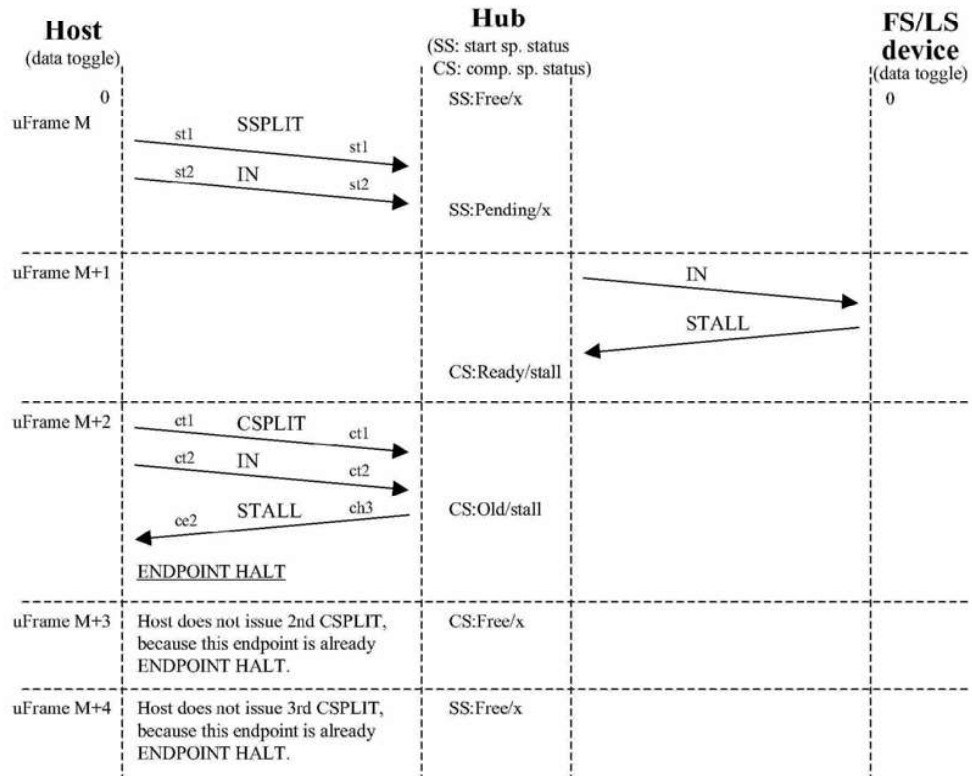 Host
(data toggle)
0
Hub
(SS: start sp. status
CS: comp. sp. status)
SS:Free/x
FS/LS
device
(data toggle)
0
uFrame M
SSPLIT
st1
st1
IN
st2
st2
SS:Pending/x
uFrame M+1
IN
STALL
CS:Ready/stall
uFrame M+2
ct1
CSPLIT
ct1
IN
ct2
ct2
STALL
ch3
ce2
CS:Old/stall
ENDPOINT HALT
uFrame M+3
Host does not issue 2nd CSPLIT,
because this endpoint is already
ENDPOINT HALT.
CS:Free/x
uFrame M+4
Host does not issue 3rd CSPLIT,
because this endpoint is already
ENDPOINT HALT.
SS:Free/x